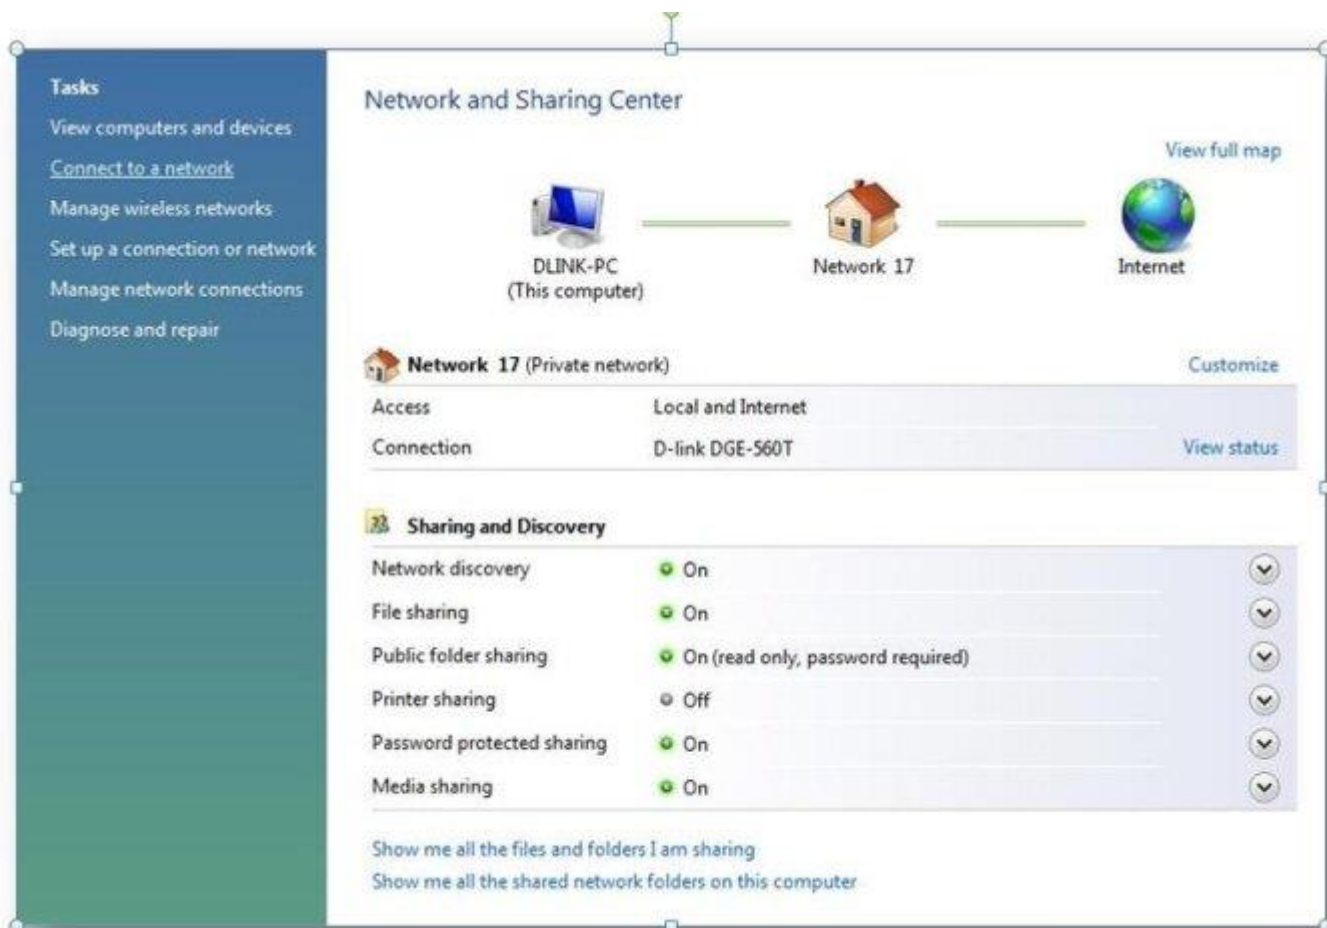 Tasks
View computers and devices
Connect to a network
Manage wireless networks
Set up a connection or network
Manage network connections
Diagnose and repair
Network and Sharing Center
View full map
DLINK-PC
(This computer)
Network 17
Internet
Network 17 (Private network) Customize
Access Local and Internet
Connection D-link DGE-560T View status
Sharing and Discovery
Network discovery On
File sharing On
Public folder sharing On (read only, password required)
Printer sharing Off
Password protected sharing On
Media sharing On
Show me all the files and folders I am sharing
Show me all the shared network folders on this computer